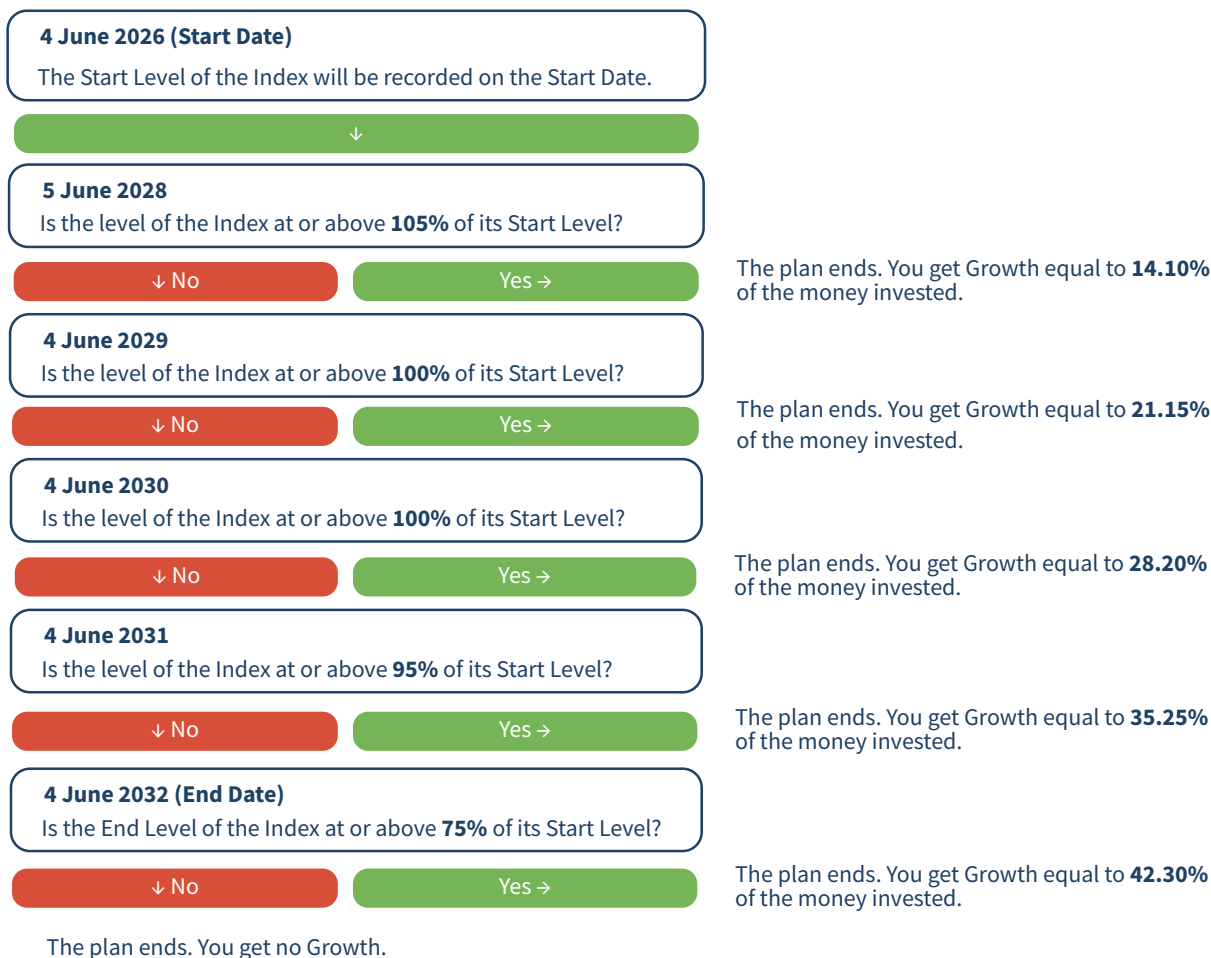 4 June 2026 (Start Date)
The Start Level of the Index will be recorded on the Start Date.
↓
5 June 2028
Is the level of the Index at or above 105% of its Start Level?
↓ No
Yes →
The plan ends. You get Growth equal to 14.10%
of the money invested.
4 June 2029
Is the level of the Index at or above 100% of its Start Level?
↓ No
Yes →
The plan ends. You get Growth equal to 21.15%
of the money invested.
4 June 2030
Is the level of the Index at or above 100% of its Start Level?
↓ No
Yes →
The plan ends. You get Growth equal to 28.20%
of the money invested.
4 June 2031
Is the level of the Index at or above 95% of its Start Level?
↓ No
Yes →
The plan ends. You get Growth equal to 35.25%
of the money invested.
4 June 2032 (End Date)
Is the End Level of the Index at or above 75% of its Start Level?
↓ No
Yes →
The plan ends. You get Growth equal to 42.30%
of the money invested.
The plan ends. You get no Growth.